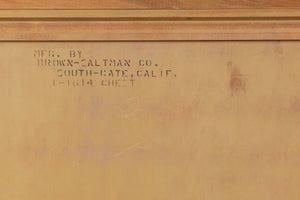 MFG. BY
BROWN-SALTMAN CO.
SOUTH-GATE, CALIF.
1-1614 CHEST